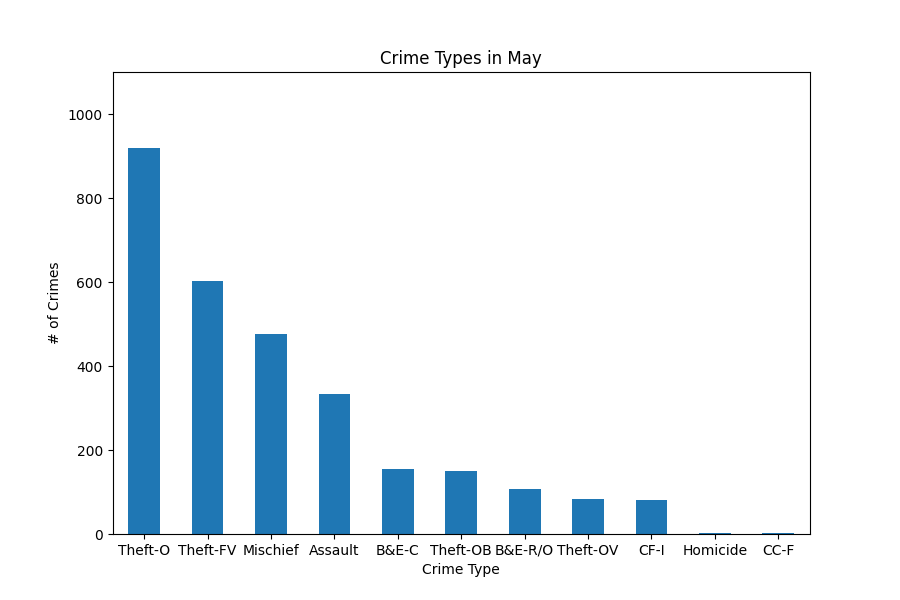 Crime Types in May
# of Crimes
1000
800
600
400
200
0
Theft-O Theft-FV Mischief Assault B&E-C Theft-OB B&E-R/O Theft-OV CF-I Homicide CC-F
Crime Type